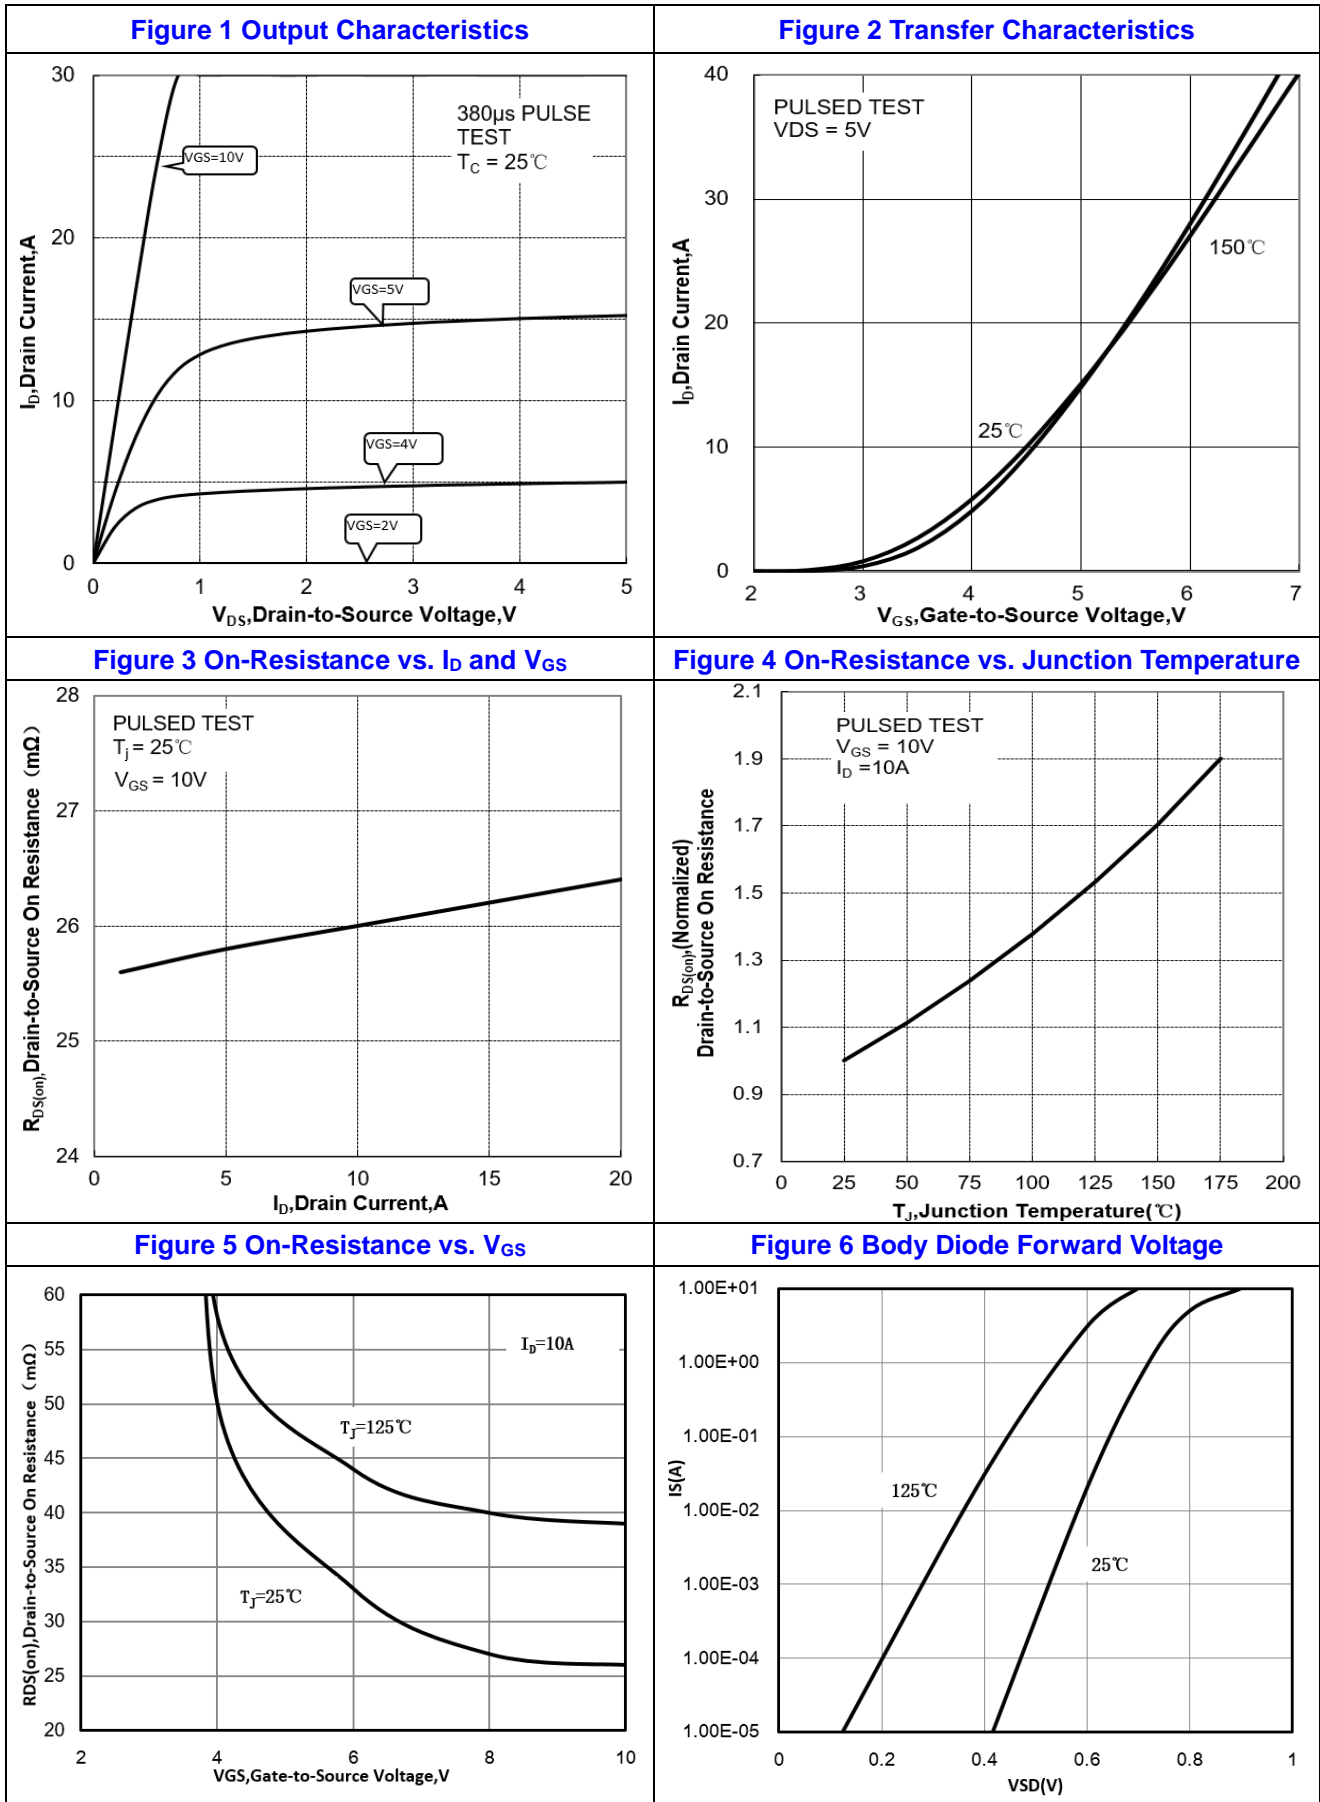 Figure 1 Output Characteristics
30
20
10
0
0 1 2 3 4 5
380µs PULSE
TEST
TC = 25℃
VGS=10V
VGS=5V
VGS=4V
VGS=2V
ID,Drain Current,A
VDS,Drain-to-Source Voltage,V
Figure 2 Transfer Characteristics
40
30
20
10
0
2 3 4 5 6 7
PULSED TEST
VDS = 5V
150℃
25℃
ID,Drain Current,A
VGS,Gate-to-Source Voltage,V
Figure 3 On-Resistance vs. ID and VGS
28
27
26
25
24
0 5 10 15 20
PULSED TEST
Tj = 25℃
VGS = 10V
RDS(on),Drain-to-Source On Resistance（mΩ）
ID,Drain Current,A
Figure 4 On-Resistance vs. Junction Temperature
2.1
1.9
1.7
1.5
1.3
1.1
0.9
0.7
0 25 50 75 100 125 150 175 200
PULSED TEST
VGS = 10V
ID =10A
RDS(on),(Normalized)
Drain-to-Source On Resistance
TJ,Junction Temperature(℃)
Figure 5 On-Resistance vs. VGS
60
55
50
45
40
35
30
25
20
2 4 6 8 10
ID=10A
TJ=125℃
TJ=25℃
RDS(on),Drain-to-Source On Resistance（mΩ）
VGS,Gate-to-Source Voltage,V
Figure 6 Body Diode Forward Voltage
1.00E+01
1.00E+00
1.00E-01
1.00E-02
1.00E-03
1.00E-04
1.00E-05
0 0.2 0.4 0.6 0.8 1
125℃
25℃
IS(A)
VSD(V)